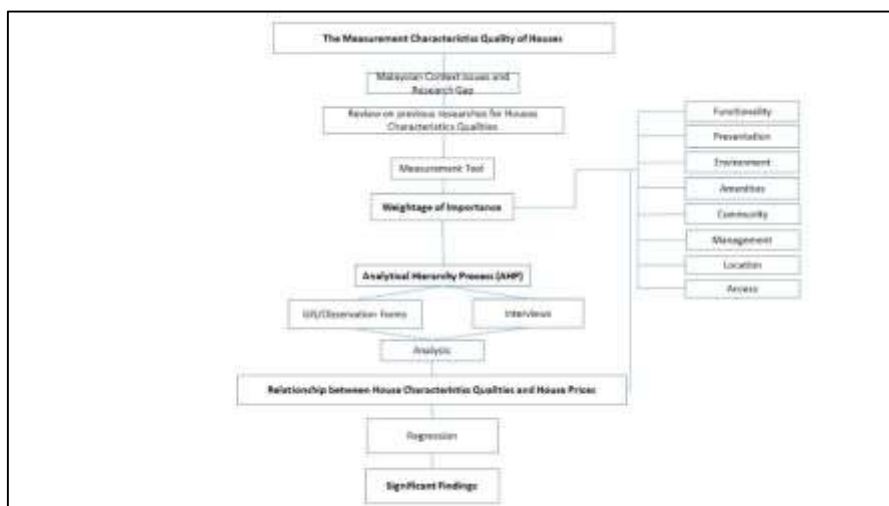 The Measurement Characteristics Quality of Houses
Malaysian Context Issues and
Research Gap
Review on previous researches for Houses
Characteristics Qualities
Measurement Tool
Weightage of Importance
Analytical Hierarchy Process (AHP)
Observation Forms
Interviews
Analysis
Relationship between House Characteristics Qualities and House Prices
Regression
Significant Findings
Functionality
Presentation
Environment
Amenities
Community
Management
Location
Access